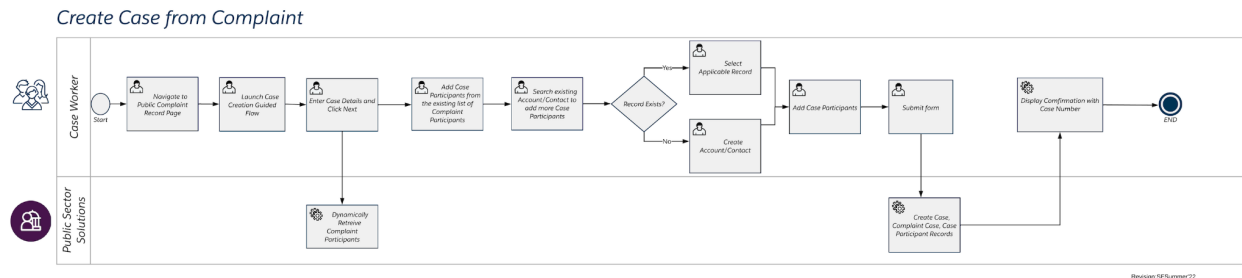 Create Case from Complaint
Case Worker
Start
Navigate to
Public Complaint
Record Page
Launch Case
Creation Guided
Flow
Enter Case Details and
Click Next
Add Case
Participants from
the existing list of
Complaint
Participants
Search existing
Account/Contact to
add more Case
Participants
Record Exists?
Yes
Select
Applicable Record
No
Create
Account/Contact
Add Case Participants
Submit form
Display Comfirmation with
Case Number
END
Public Sector
Solutions
Dynamically
Retreive
Complaint
Participants
Create Case,
Complaint Case, Case
Participant Records
Revision:SFSummer'22